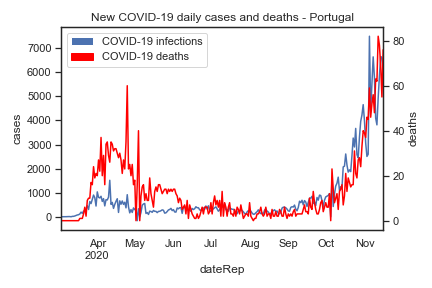 New COVID-19 daily cases and deaths - Portugal
COVID-19 infections
COVID-19 deaths
7000
6000
5000
4000
3000
2000
1000
0
cases
80
60
40
20
0
deaths
Apr May Jun Jul Aug Sep Oct Nov
2020
dateRep